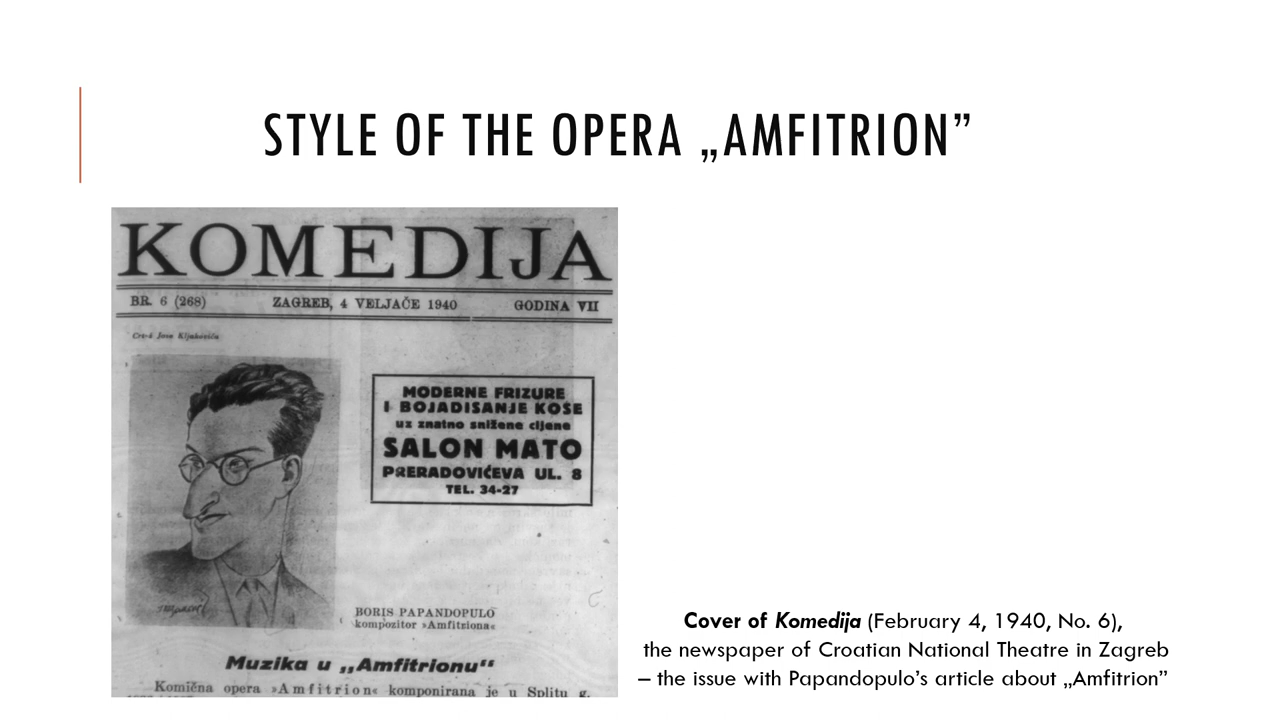 STYLE OF THE OPERA „AMFITRION”
KOMEDIJA
BR. 6 (268) ZAGREB, 4 VELJAČE 1940 GODINA VII
Crtež Joze Kljakovića
MODERNE FRIZURE
I BOJADISANJE KOSE
uz znatno snižene cijene
SALON MATO
PRERADOVIĆEVA UL. 8
TEL. 34-27
BORIS PAPANDOPULO
kompozitor »Amfitriona«
Muzika u „Amfitrionu“
Komična opera »Amfitrion« komponirana je u Splitu g.
Cover of Komedija (February 4, 1940, No. 6),
the newspaper of Croatian National Theatre in Zagreb
– the issue with Papandopulo’s article about „Amfitrion”